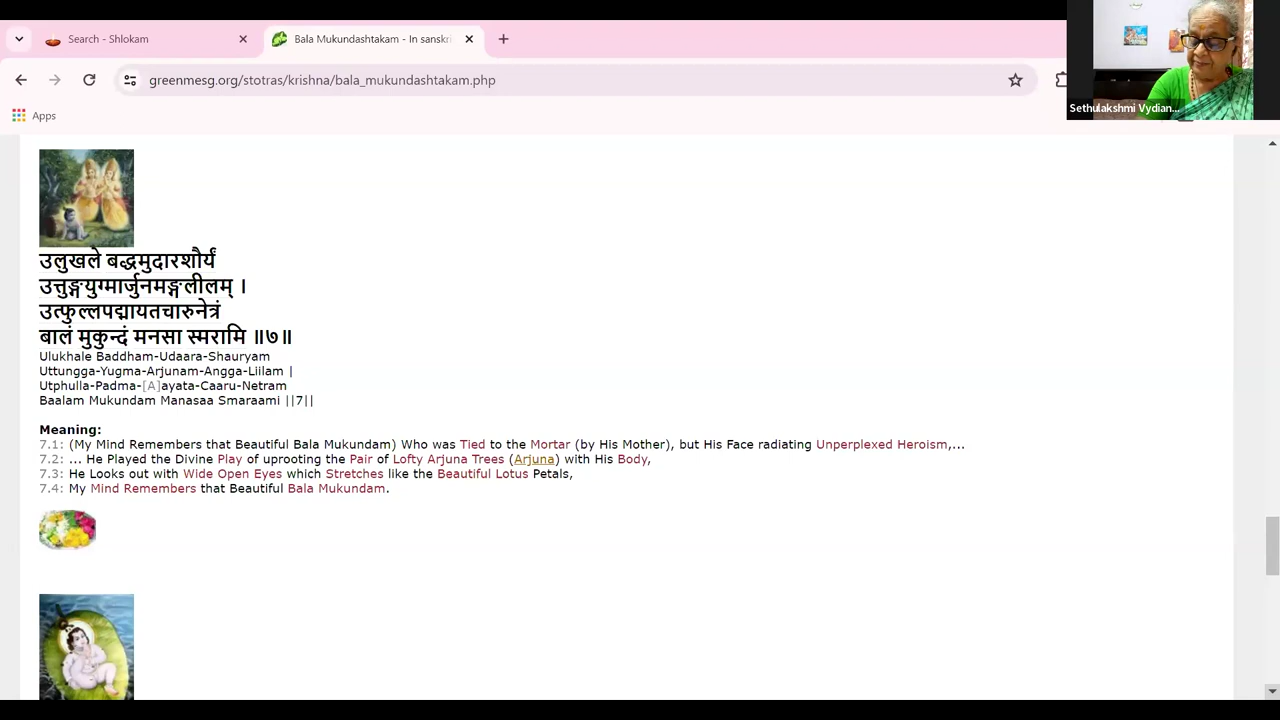 Search - Shlokam
Bala Mukundashtakam - In sanskri
greenmesg.org/stotras/krishna/bala_mukundashtakam.php
Apps
Sethulakshmi Vydian...
उलुखले बद्धमुदारशौर्यं
उत्तुङ्गयुग्मार्जुनमङ्गलीलम् ।
उत्फुल्लपद्मायतचारुनेत्रं
बालं मुकुन्दं मनसा स्मरामि ॥७॥
Ulukhale Baddham-Udaara-Shauryam
Uttungga-Yugma-Arjunam-Angga-Liilam |
Utphulla-Padma-[A]ayata-Caaru-Netram
Baalam Mukundam Manasaa Smaraami ||7||
Meaning:
7.1: (My Mind Remembers that Beautiful Bala Mukundam) Who was Tied to the Mortar (by His Mother), but His Face radiating Unperplexed Heroism,...
7.2: ... He Played the Divine Play of uprooting the Pair of Lofty Arjuna Trees (Arjuna) with His Body,
7.3: He Looks out with Wide Open Eyes which Stretches like the Beautiful Lotus Petals,
7.4: My Mind Remembers that Beautiful Bala Mukundam.